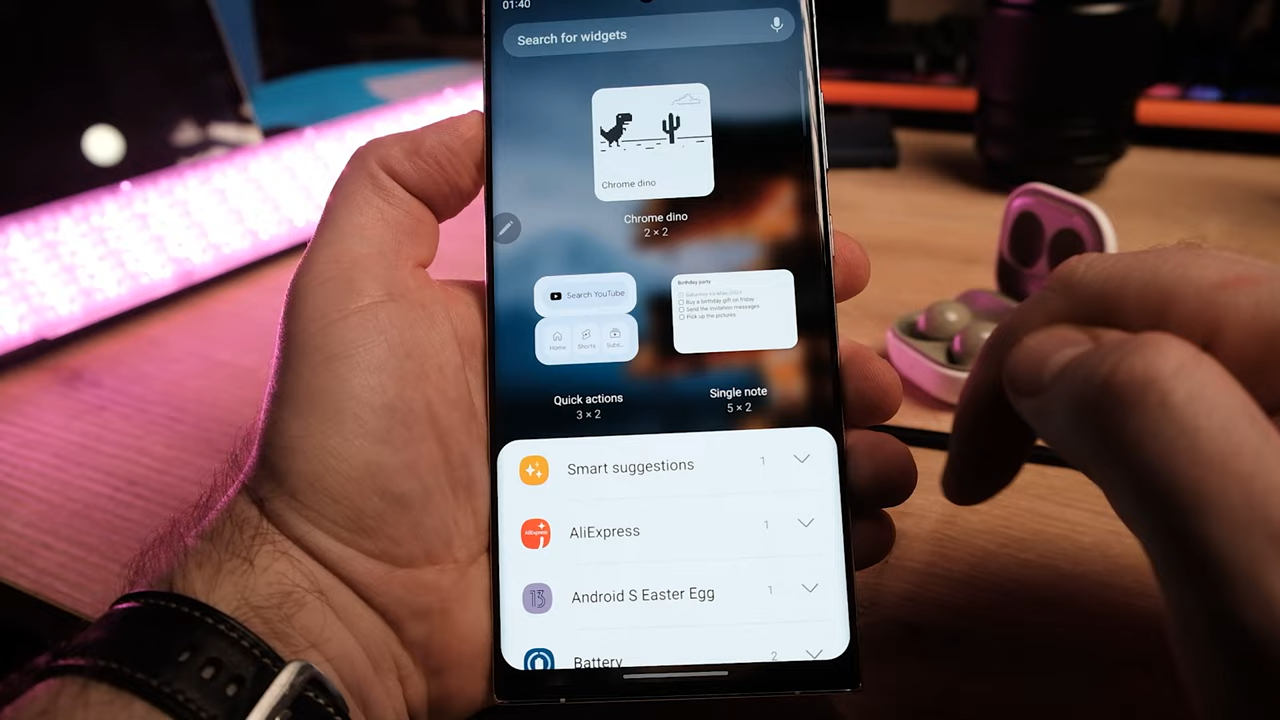 01:40
Search for widgets
Chrome dino
Chrome dino
2 × 2
Search YouTube
Home Shorts Subs...
Quick actions
3 × 2
Birthday party
Buy a birthday gift on friday
Send the invitation messages
Pick up the pictures
Single note
5 × 2
Smart suggestions 1
AliExpress
AliExpress 1
13
Android S Easter Egg 1
Battery 2